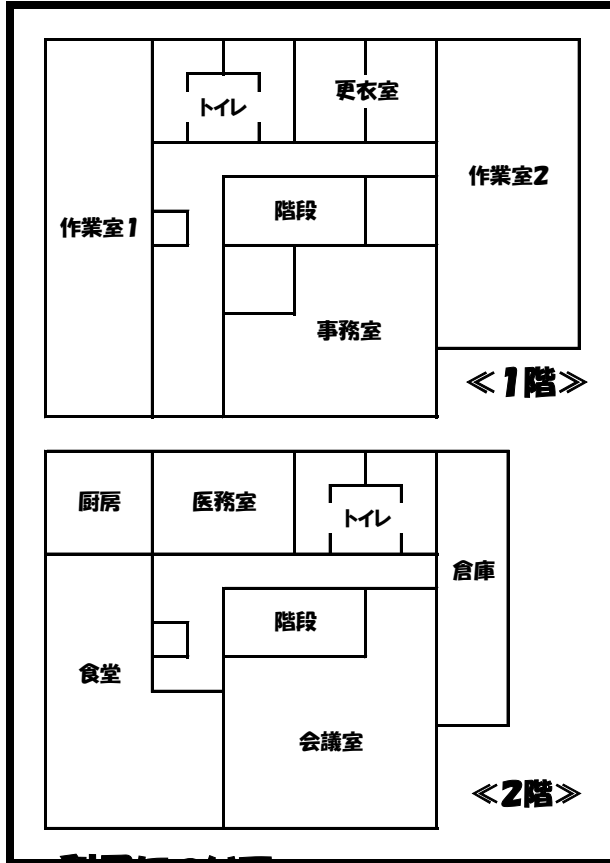 トイレ
更衣室
作業室2
階段
作業室1
事務室
≪1階≫
厨房
医務室
トイレ
倉庫
階段
食堂
会議室
≪2階≫